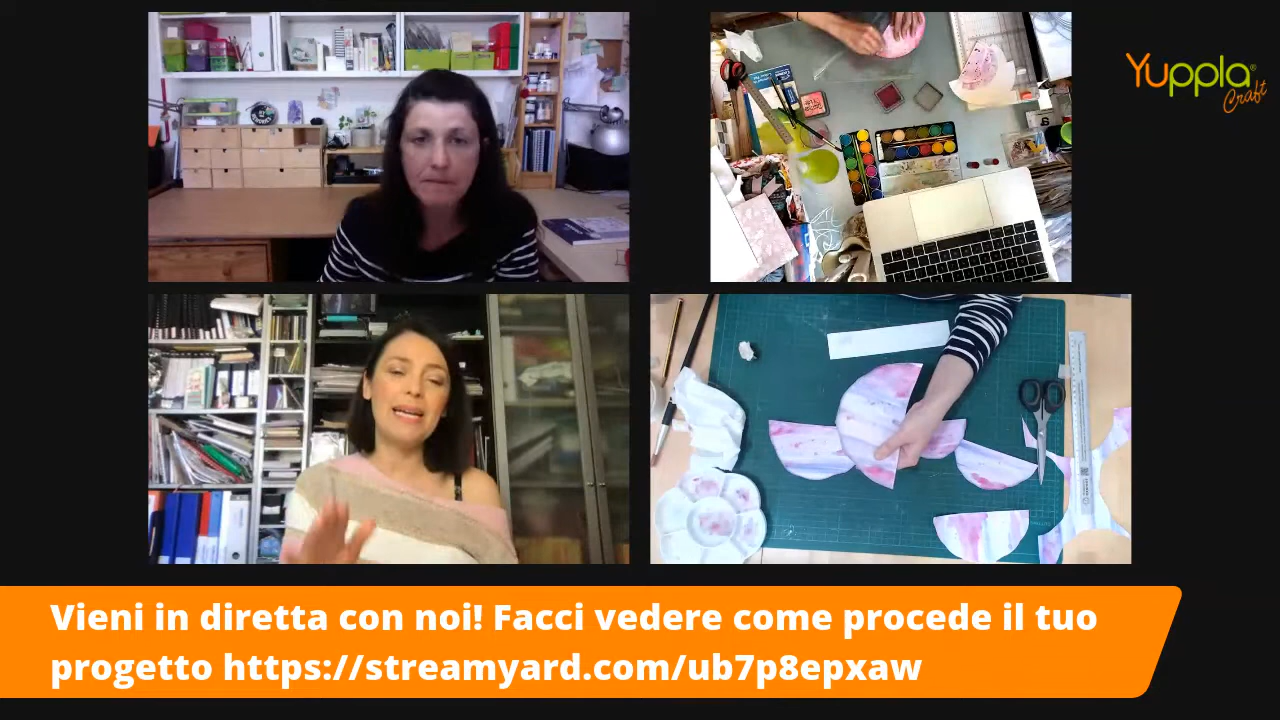 Yuppla®
Craft
Vieni in diretta con noi! Facci vedere come procede il tuo
progetto https://streamyard.com/ub7p8epxaw